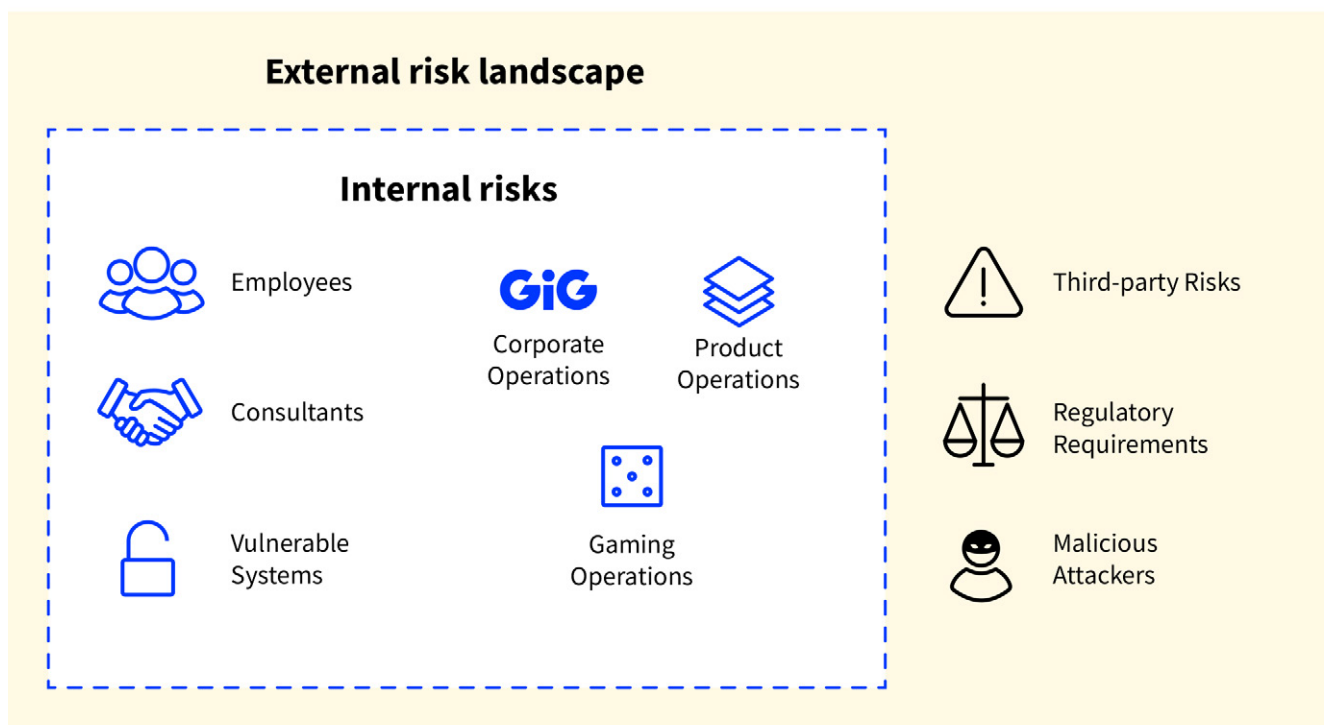 External risk landscape
Internal risks
Employees
Consultants
Vulnerable
Systems
GiG
Corporate
Operations
Product
Operations
Gaming
Operations
Third-party Risks
Regulatory
Requirements
Malicious
Attackers